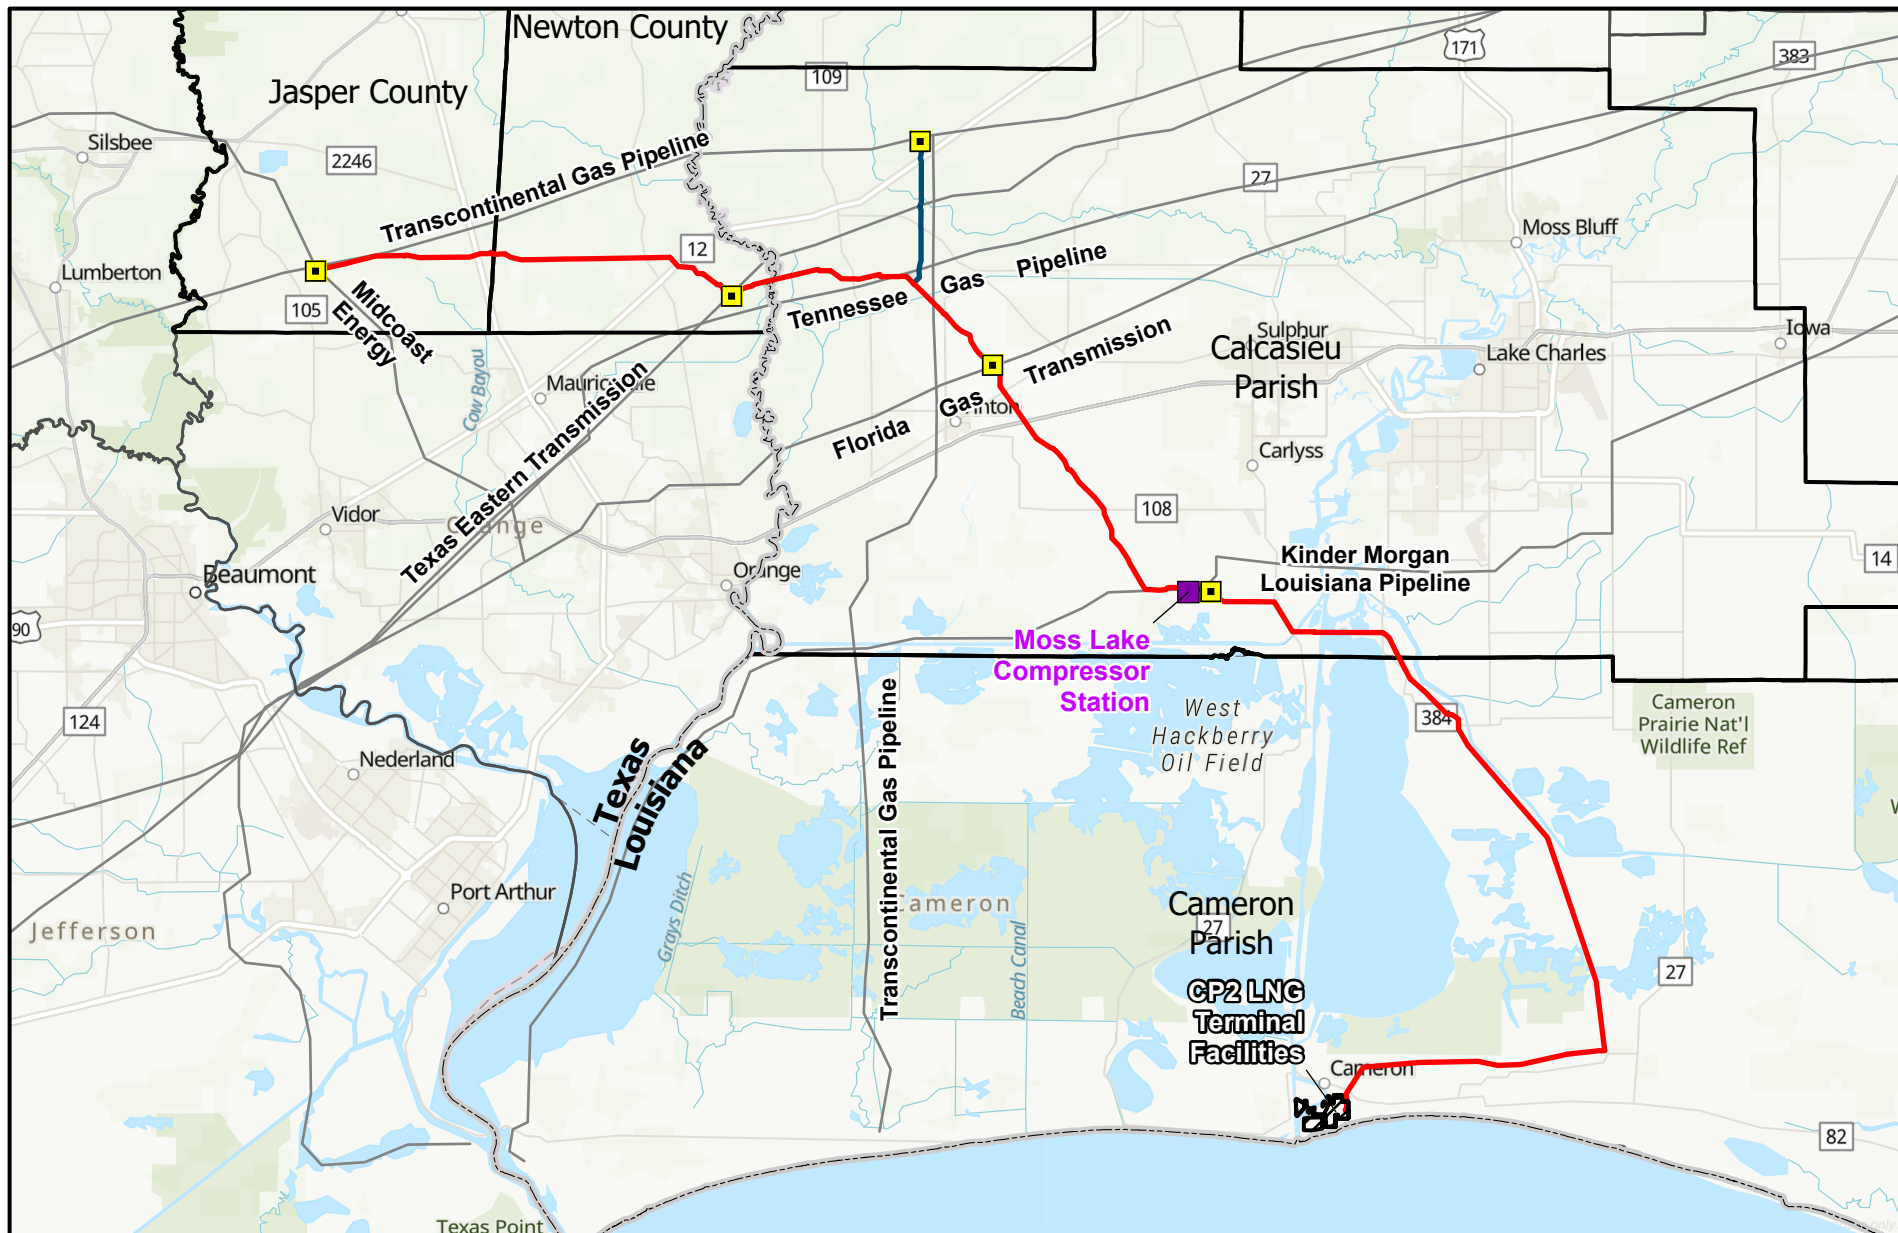 Newton County
171
383
109
Jasper County
Silsbee
2246
Transcontinental Gas Pipeline
27
Moss Bluff
12
Lumberton
105
Midcoast
Energy
Tennessee Gas Pipeline
Sulphur
Iowa
Calcasieu
Parish
Lake Charles
Florida Gas Transmission
Cow Bayou
Texas Eastern Transmission
Carlyss
Vidor
108
14
Kinder Morgan
Louisiana Pipeline
Beaumont
Orange
90
Moss Lake
Compressor
Station
West
Hackberry
Oil Field
384
Cameron
Prairie Nat'l
Wildlife Ref
124
Nederland
Texas
Louisiana
Transcontinental Gas Pipeline
Port Arthur
Grays Ditch
Cameron
Beach Canal
Cameron
Parish
27
Jefferson
27
CP2 LNG
Terminal
Facilities
Cameron
82
Texas Point